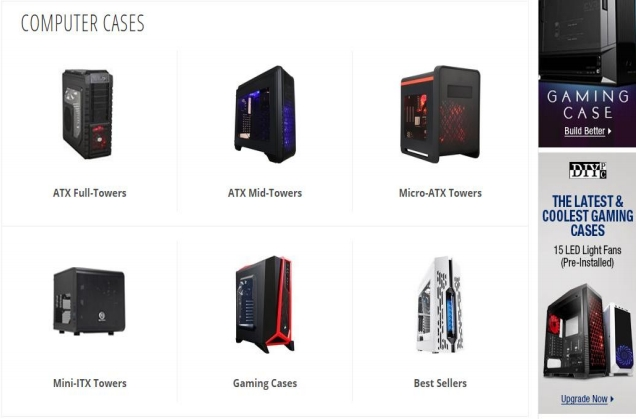 COMPUTER CASES
ATX Full-Towers
ATX Mid-Towers
Micro-ATX Towers
Mini-ITX Towers
Gaming Cases
Best Sellers
GAMING
CASE
Build Better
DIYPC
THE LATEST &
COOLEST GAMING
CASES
15 LED Light Fans
(Pre-Installed)
Upgrade Now